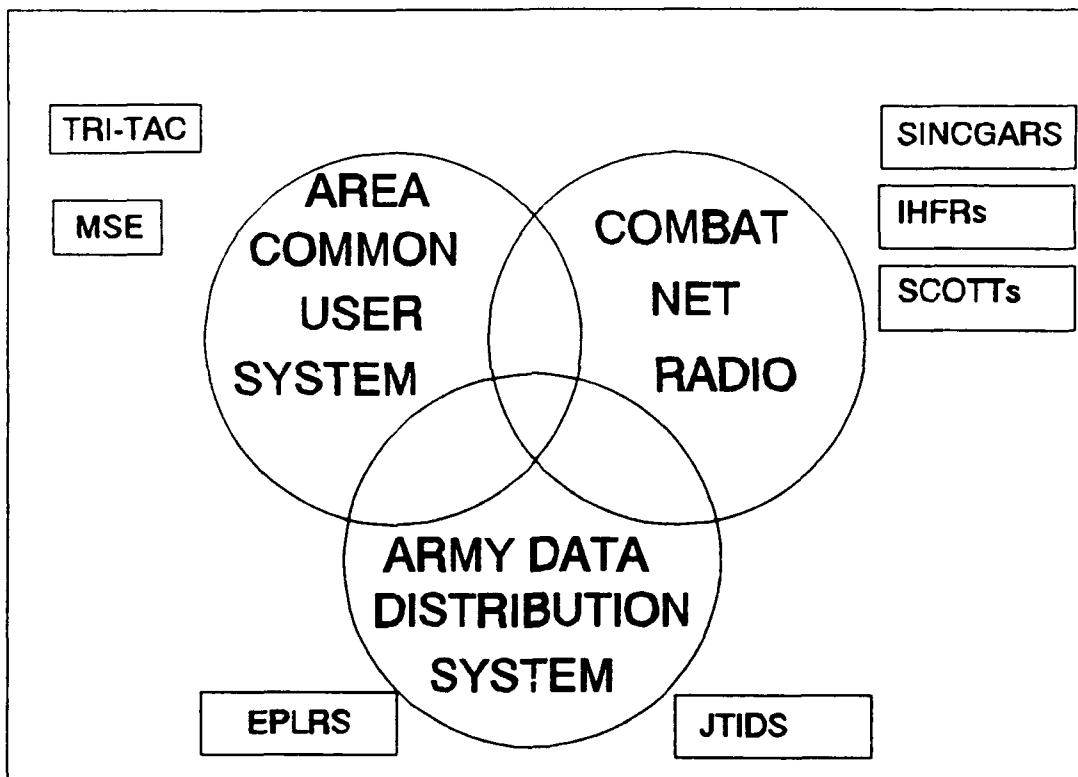 TRI-TAC
MSE
AREA
COMMON
USER
SYSTEM
COMBAT
NET
RADIO
SINCGARS
IHFRs
SCOTTs
ARMY DATA
DISTRIBUTION
SYSTEM
EPLRS
JTIDS